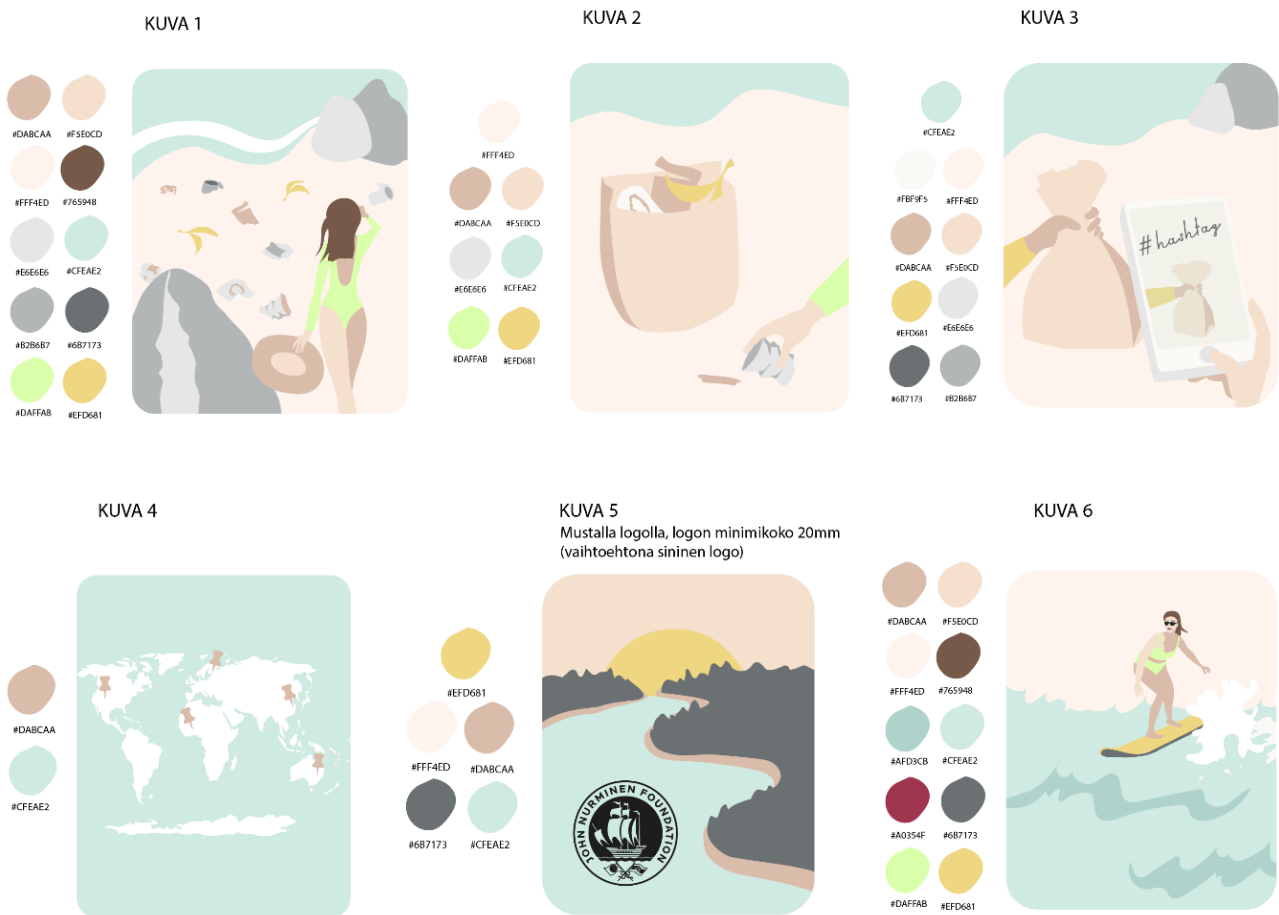 KUVA 1
#DABCAA #F5E0CD
#FFF4ED #765948
#E6E6E6 #CFEAE2
#B2B6B7 #6B7173
#DAFFAB #EFD681
KUVA 2
#FFF4ED
#DABCAA #F5E0CD
#E6E6E6 #CFEAE2
#DAFFAB #EFD681
KUVA 3
#CFEAE2
#FBF9F5 #FFF4ED
#DABCAA #F5E0CD
#EFD681 #E6E6E6
#6B7173 #B2B6B7
#hashtag
KUVA 4
#DABCAA
#CFEAE2
KUVA 5
Mustalla logolla, logon minimikoko 20mm
(vaihtoehtona sininen logo)
#EFD681
#FFF4ED #DABCAA
#6B7173 #CFEAE2
JOHN NURMINEN FOUNDATION
KUVA 6
#DABCAA #F5E0CD
#FFF4ED #765948
#AFD3CB #CFEAE2
#A0354F #6B7173
#DAFFAB #EFD681